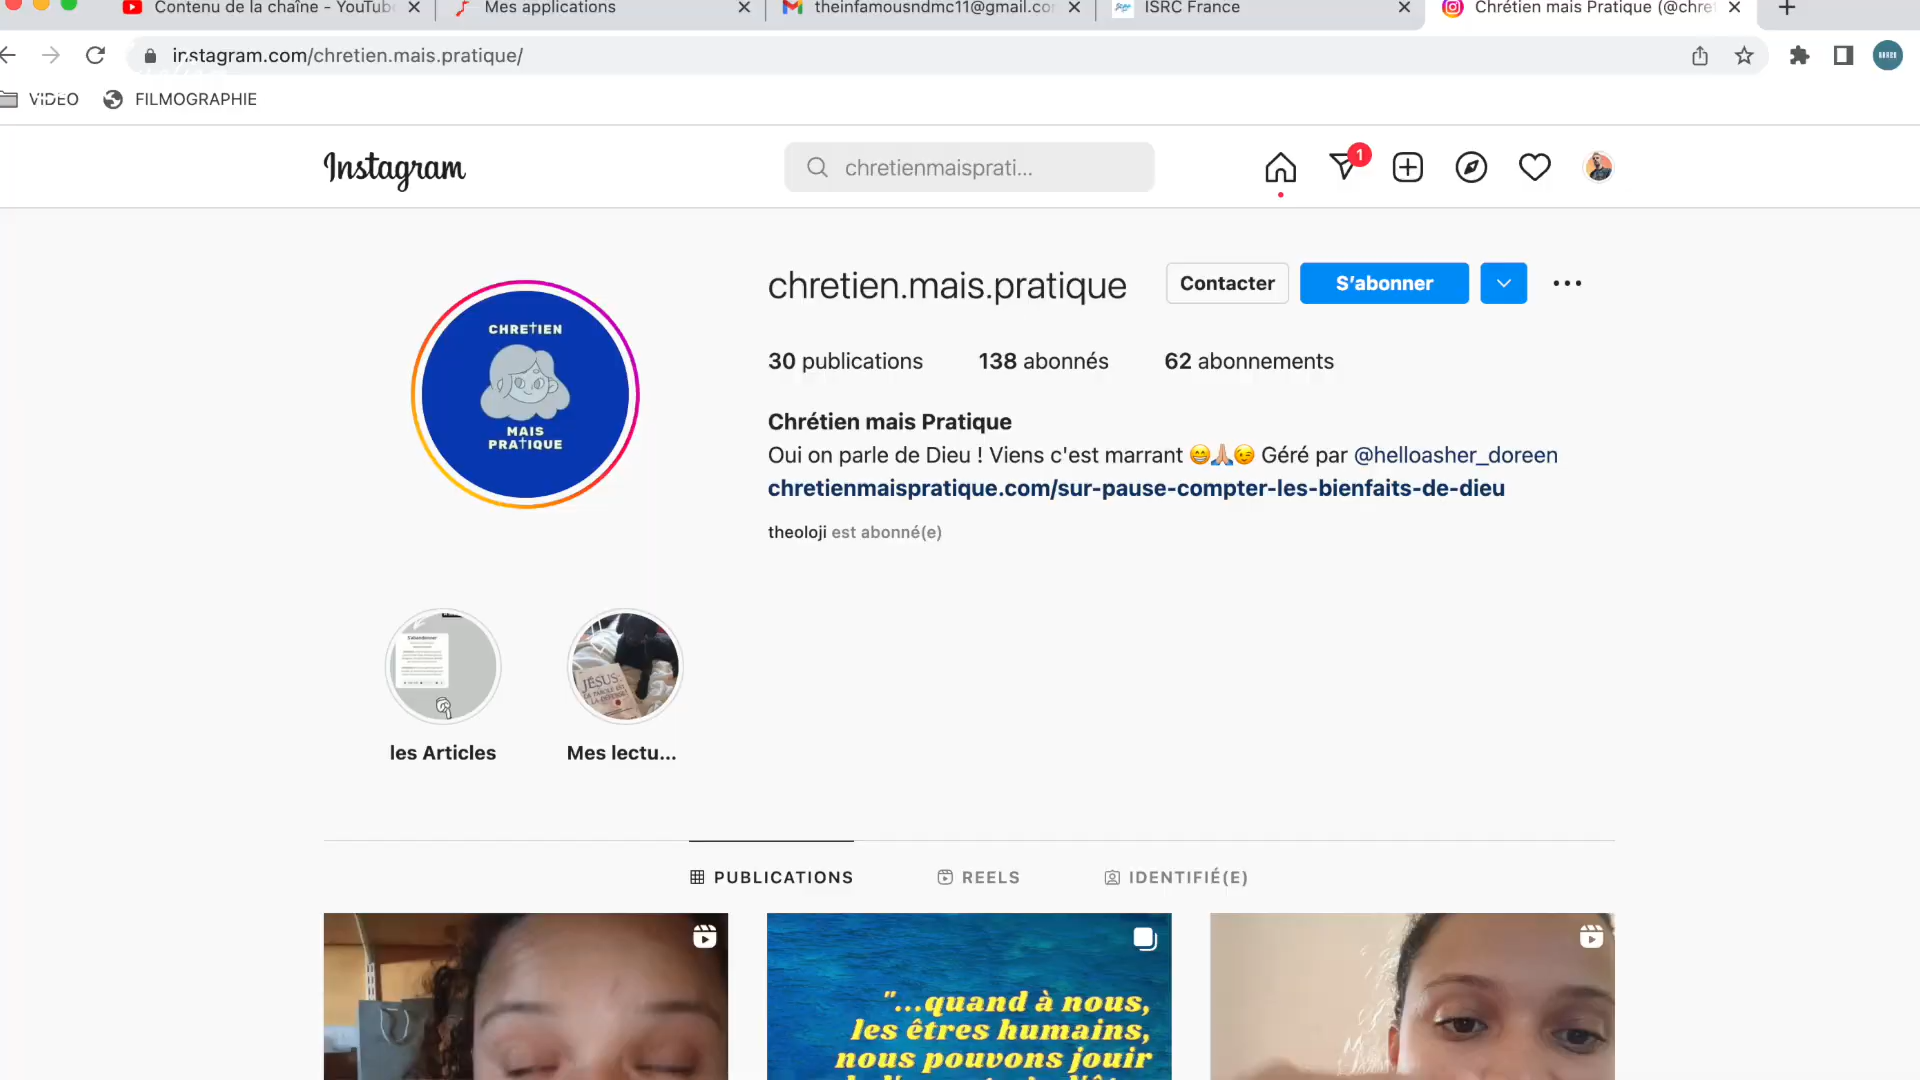 Contenu de la chaîne - YouTube
Mes applications
theinfamousndmc11@gmail.co
ISRC France
Chrétien mais Pratique (@chret
instagram.com/chretien.mais.pratique/
VIDEO
FILMOGRAPHIE
Instagram
chretienmaisprati...
1
chretien.mais.pratique
Contacter
S'abonner
30 publications
138 abonnés
62 abonnements
Chrétien mais Pratique
Oui on parle de Dieu ! Viens c'est marrant 😁🙏🏼😉 Géré par @helloasher_doreen
chretienmaispratique.com/sur-pause-compter-les-bienfaits-de-dieu
theoloji est abonné(e)
CHRETIEN
MAIS
PRATIQUE
JÉSUS:
les Articles
Mes lectu...
PUBLICATIONS
REELS
IDENTIFIÉ(E)
"...quand à nous,
les êtres humains,
nous pouvons jouir